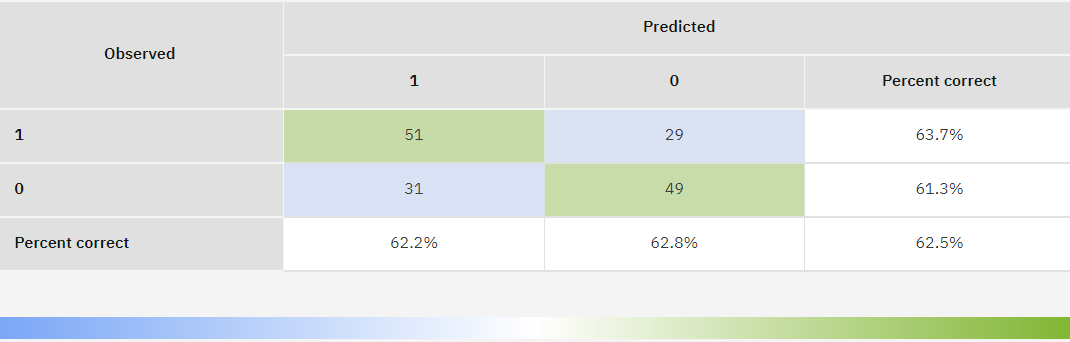 Observed
Predicted
1 0 Percent correct
1 51 29 63.7%
0 31 49 61.3%
Percent correct 62.2% 62.8% 62.5%